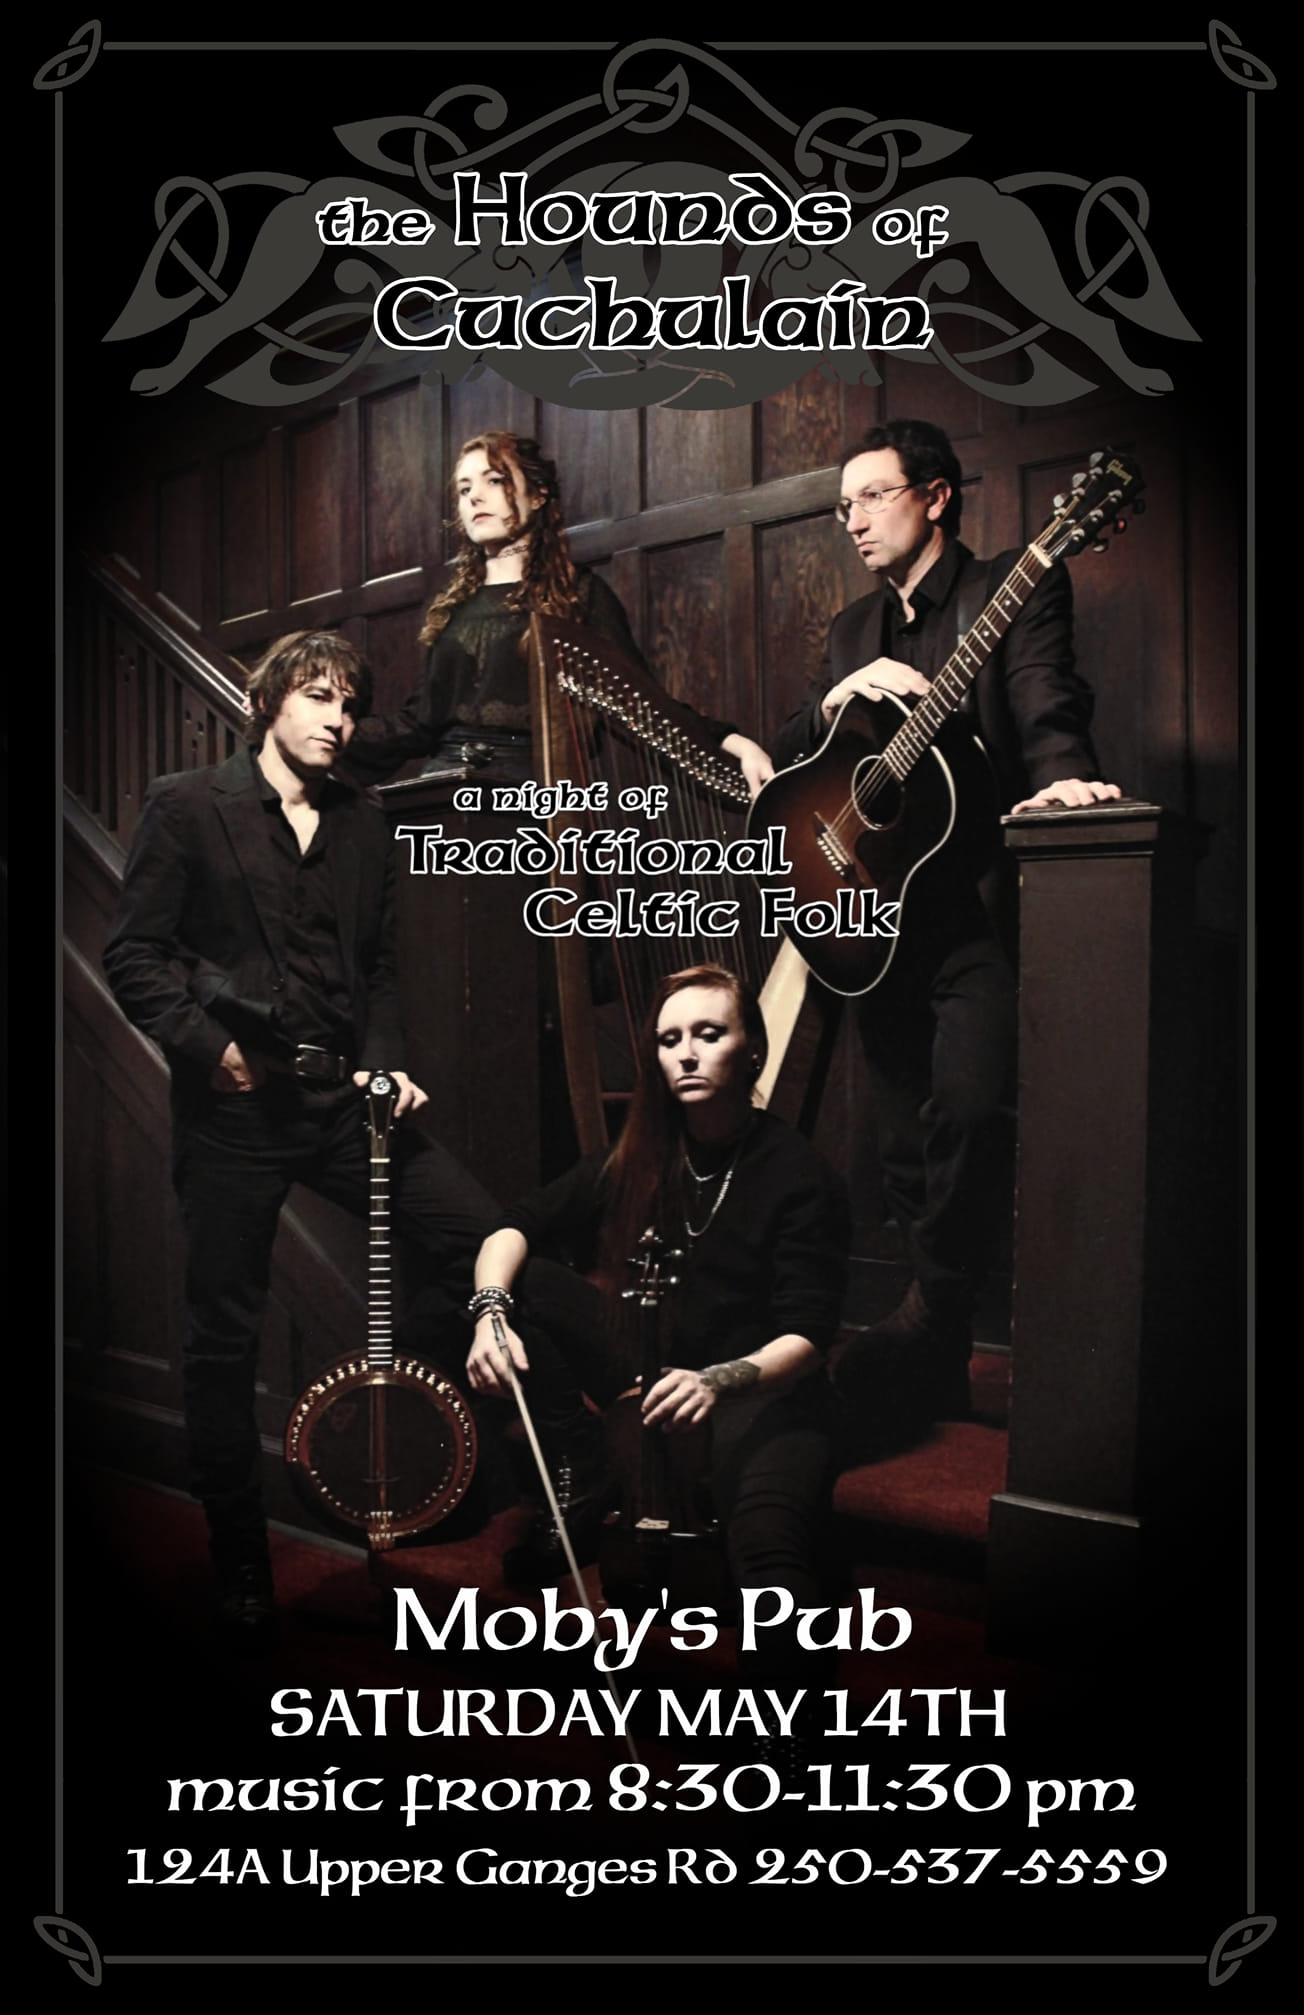 the Hounds of
Cuchulain
Gibson
a night of
Traditional
Celtic Folk
Moby's Pub
SATURDAY MAY 14TH
music from 8:30-11:30 pm
124A Upper Ganges Rd 250-537-5559